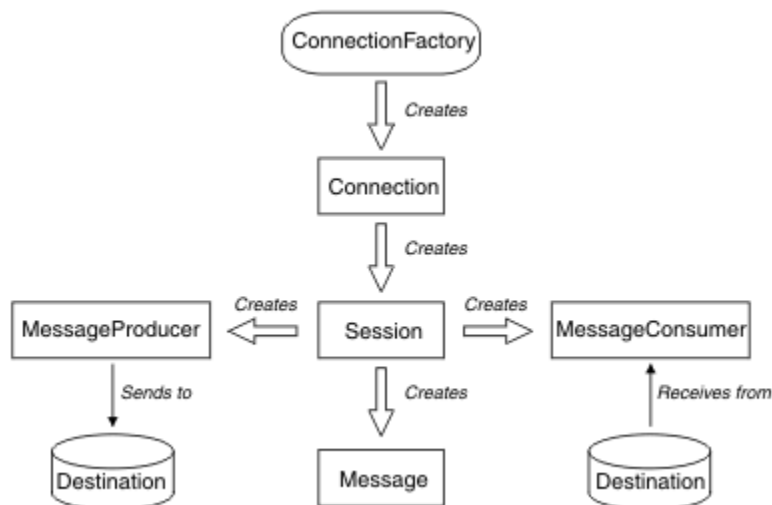 ConnectionFactory
Creates
Connection
Creates
Creates
Creates
MessageProducer
Session
MessageConsumer
Sends to
Creates
Receives from
Destination
Message
Destination